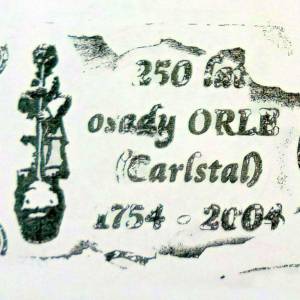 250 lat
osady ORLE
(Carlstal)
1754 - 2004